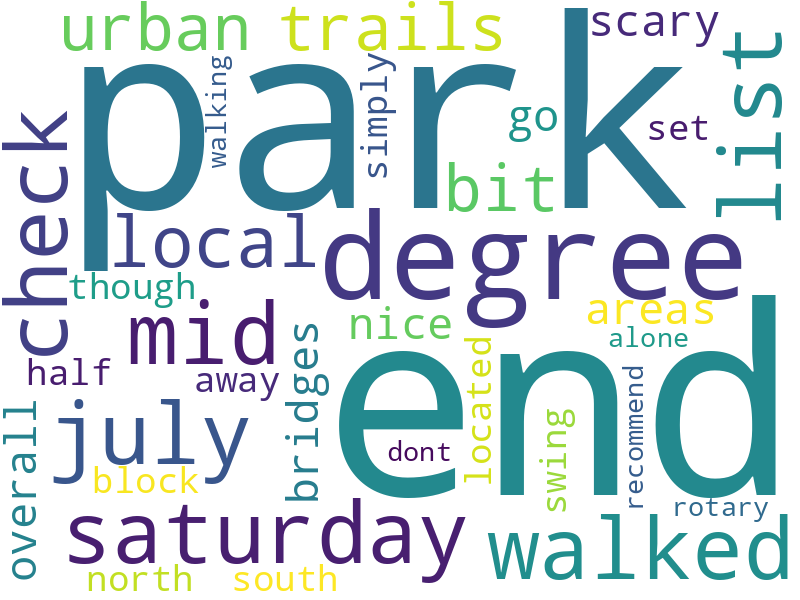 urban
trails
scary
park
walking
simply
list
go
set
check
bit
local
degree
though
areas
mid
nice
alone
bridges
half
away
end
located
recommend
july
overall
dont
swing
block
saturday
rotary
walked
north
south